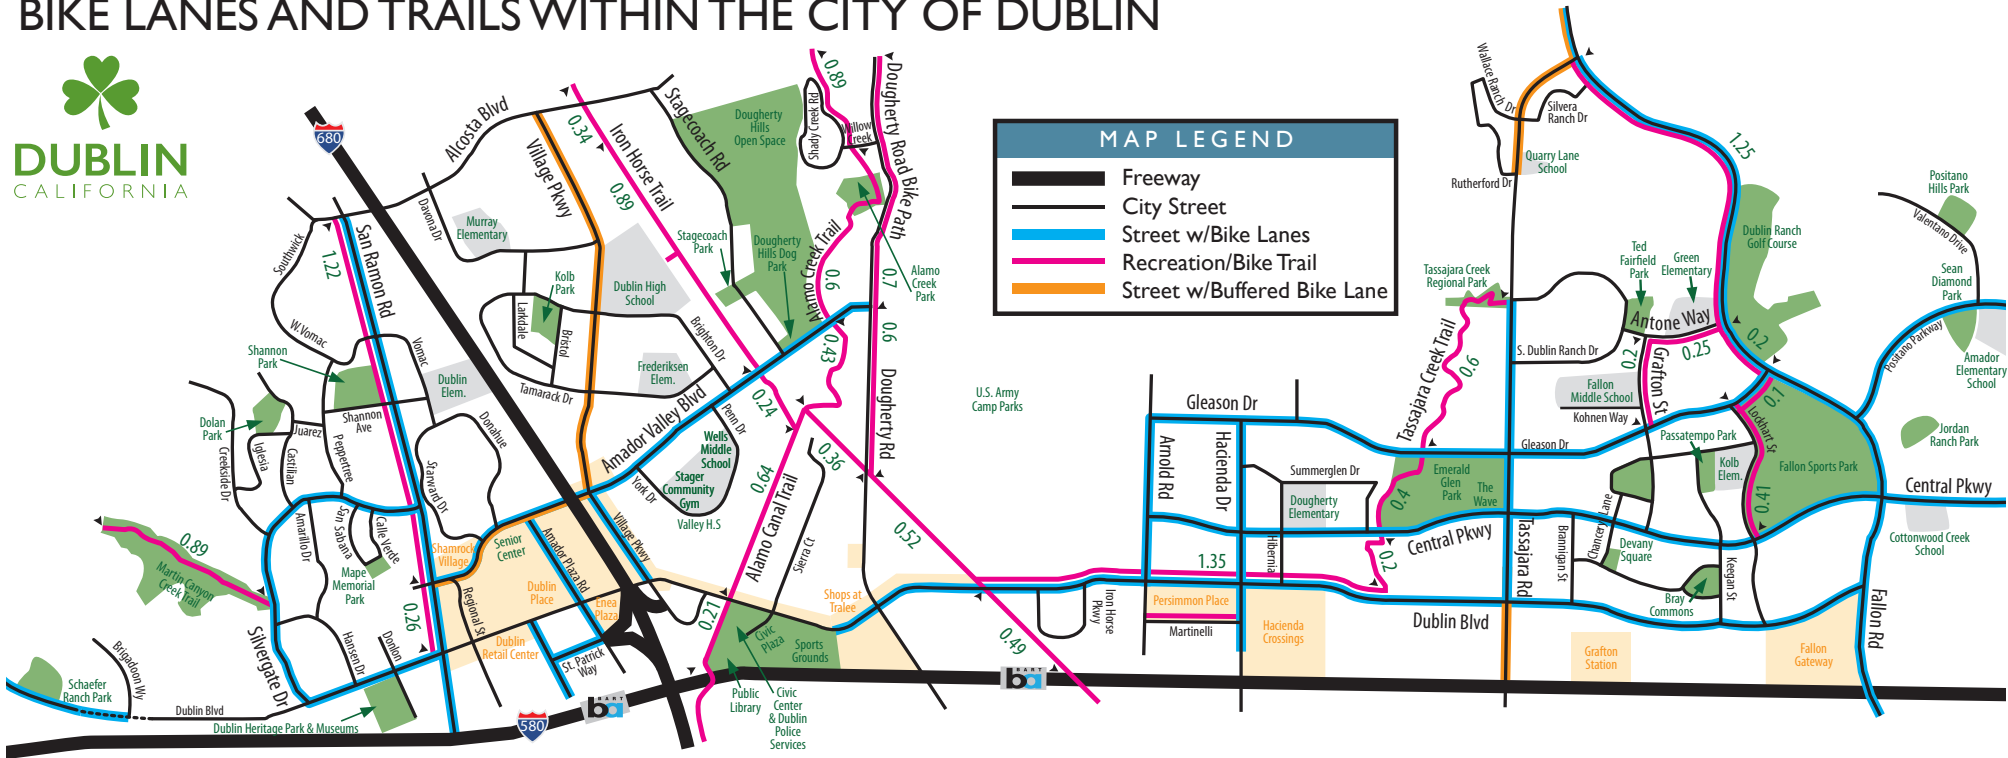 BIKE LANES AND TRAILS WITHIN THE CITY OF DUBLIN
DUBLIN
CALIFORNIA
MAP LEGEND
Freeway
City Street
Street w/Bike Lanes
Recreation/Bike Trail
Street w/Buffered Bike Lane
680
Alcosta Blvd
Village Pkwy
0.34
Iron Horse Trail
0.89
Stagecoach Rd
Dougherty
Hills
Open Space
Shady Creek Rd
0.89
Willow
Creek
Dougherty Road Bike Path
Davona Dr
Murray
Elementary
Southwick
1.22
San Ramon Rd
Kolb
Park
Larkdale
Bristol
Dublin High
School
Stagecoach
Park
Dougherty
Hills Dog
Park
Alamo Creek Trail
0.6
0.7
Alamo
Creek
Park
0.6
0.43
W. Vomac
Vomac
Shannon
Park
Dublin
Elem.
Tamarack Dr
Frederiksen
Elem.
Brighton Dr
Amador Valley Blvd
Penn Dr
0.24
Dolan
Park
Shannon
Ave
Juarez
Peppertree
Iglesia
Castilian
Creekside Dr
Donahue
Starward Dr
Wells
Middle
School
Stager
Community
Gym
Valley H.S
York Dr
0.64
0.36
Dougherty Rd
Alamo Canal Trail
Sierra Ct
0.52
0.49
0.21
U.S. Army
Camp Parks
Amarillo Dr
San Sabana
Calle Verde
Mape
Memorial
Park
0.89
Martin Canyon
Creek Trail
Shamrock
Village
Senior
Center
Amador Plaza Rd
Village Pkwy
Dublin
Place
Enea
Plaza
Regional St
Dublin
Retail Center
St. Patrick
Way
0.26
Silvergate Dr
Hansen Dr
Donlon
Brigadoon Wy
Schaefer
Ranch Park
Dublin Blvd
Dublin Heritage Park & Museums
580
BART
ba
Civic
Plaza
Sports
Grounds
Public
Library
Civic
Center
& Dublin
Police
Services
Shops at
Tralee
BART
ba
Iron Horse
Pkwy
Gleason Dr
Arnold Rd
Hacienda Dr
Summerglen Dr
Dougherty
Elementary
Hibernia
1.35
Persimmon Place
Martinelli
Hacienda
Crossings
Dublin Blvd
Central Pkwy
0.2
0.4
Emerald
Glen
Park
The
Wave
Tassajara Creek Trail
0.6
Tassajara Creek
Regional Park
Tassajara Rd
Wallace Ranch Dr
Silvera
Ranch Dr
Quarry Lane
School
Rutherford Dr
1.25
Dublin Ranch
Golf Course
Ted
Fairfield
Park
Green
Elementary
Antone Way
S. Dublin Ranch Dr
0.2
Grafton St
0.25
0.2
Fallon
Middle School
Kohnen Way
Gleason Dr
Passatempo Park
Kolb
Elem.
Lockhart St
0.1
0.41
Fallon Sports Park
Brannigan St
Chancery Lane
Devany
Square
Bray
Commons
Keegan St
Grafton
Station
Fallon
Gateway
Fallon Rd
Positano
Hills Park
Valentano Drive
Sean
Diamond
Park
Positano Parkway
Amador
Elementary
School
Jordan
Ranch Park
Central Pkwy
Cottonwood Creek
School